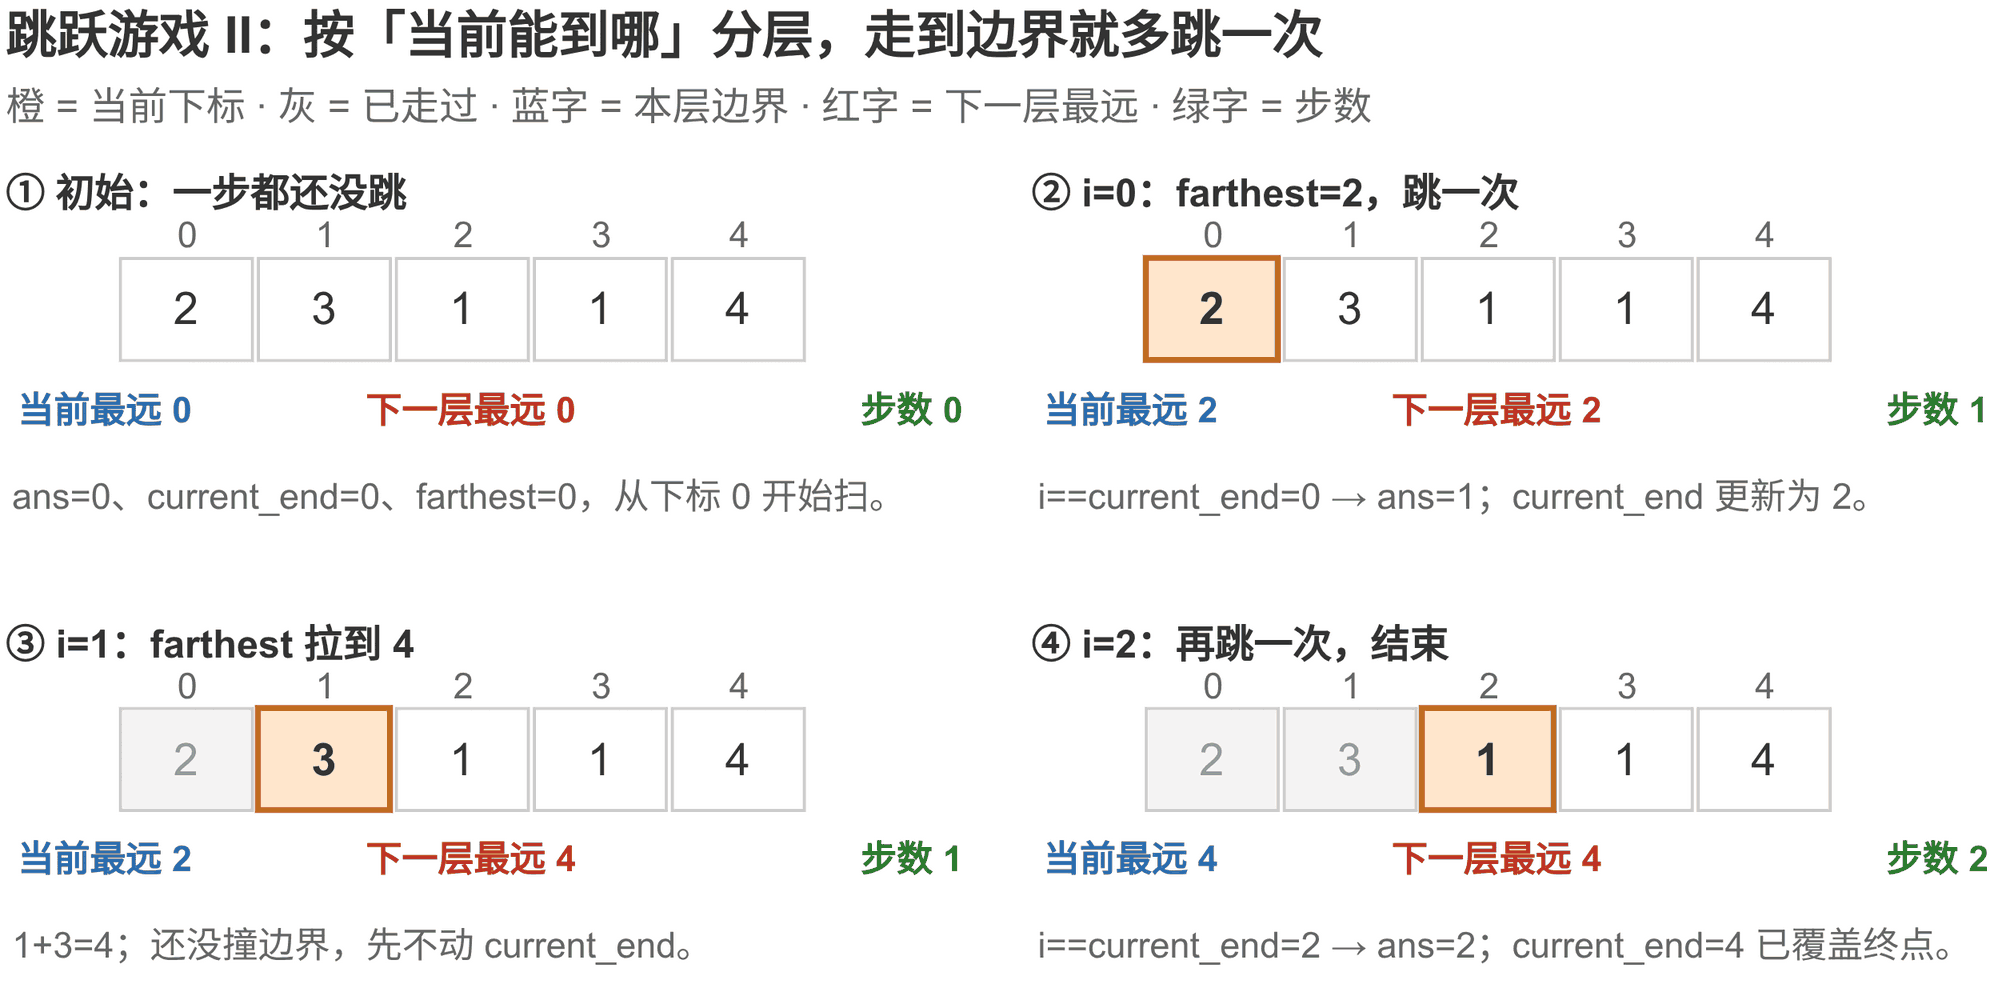 跳跃游戏 II：按「当前能到哪」分层，走到边界就多跳一次
橙 = 当前下标 · 灰 = 已走过 · 蓝字 = 本层边界 · 红字 = 下一层最远 · 绿字 = 步数
① 初始：一步都还没跳
0 1 2 3 4
2 3 1 1 4
当前最远 0 下一层最远 0 步数 0
ans=0、current_end=0、farthest=0，从下标 0 开始扫。
② i=0：farthest=2，跳一次
0 1 2 3 4
2 3 1 1 4
当前最远 2 下一层最远 2 步数 1
i==current_end=0 → ans=1；current_end 更新为 2。
③ i=1：farthest 拉到 4
0 1 2 3 4
2 3 1 1 4
当前最远 2 下一层最远 4 步数 1
1+3=4；还没撞边界，先不动 current_end。
④ i=2：再跳一次，结束
0 1 2 3 4
2 3 1 1 4
当前最远 4 下一层最远 4 步数 2
i==current_end=2 → ans=2；current_end=4 已覆盖终点。